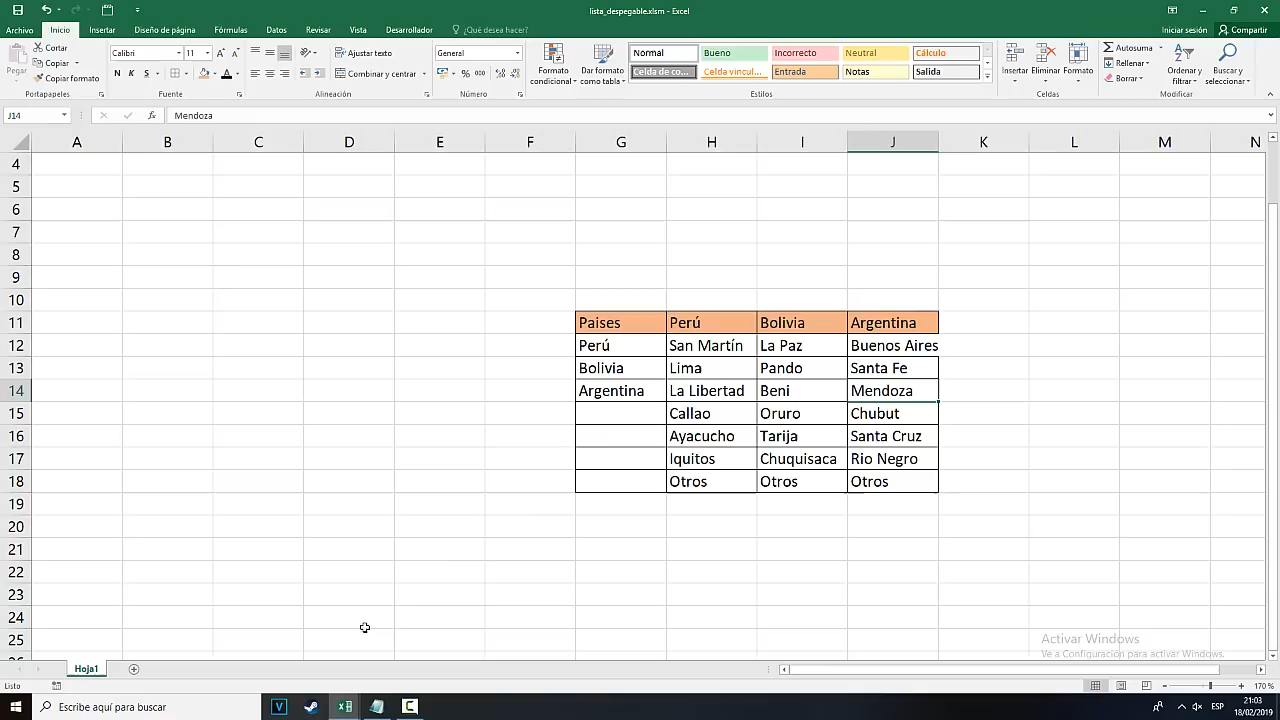 lista_despegable.xlsm - Excel
Archivo Inicio Insertar Diseño de página Fórmulas Datos Revisar Vista Desarrollador ¿Qué desea hacer? Iniciar sesión Compartir
Pegar Cortar Copiar Copiar formato
Calibri 11 N K S A
Ajustar texto
Combinar y centrar
General % 000
Formato condicional Dar formato como tabla
Normal Bueno Incorrecto Neutral Cálculo
Celda de co... Celda vincul... Entrada Notas Salida
Insertar Eliminar Formato
Autosuma Rellenar Borrar
Ordenar y filtrar Buscar y seleccionar
Portapapeles Fuente Alineación Número Estilos Celdas Modificar
J14 fx Mendoza
A B C D E F G H I J K L M N
4
5
6
7
8
9
10
11 Paises Perú Bolivia Argentina
12 Perú San Martín La Paz Buenos Aires
13 Bolivia Lima Pando Santa Fe
14 Argentina La Libertad Beni Mendoza
15 Callao Oruro Chubut
16 Ayacucho Tarija Santa Cruz
17 Iquitos Chuquisaca Rio Negro
18 Otros Otros Otros
19
20
21
22
23
24
25
Activar Windows
Ve a Configuración para activar Windows.
Hoja1
Listo 170 %
Escribe aquí para buscar
ESP
21:03
18/02/2019